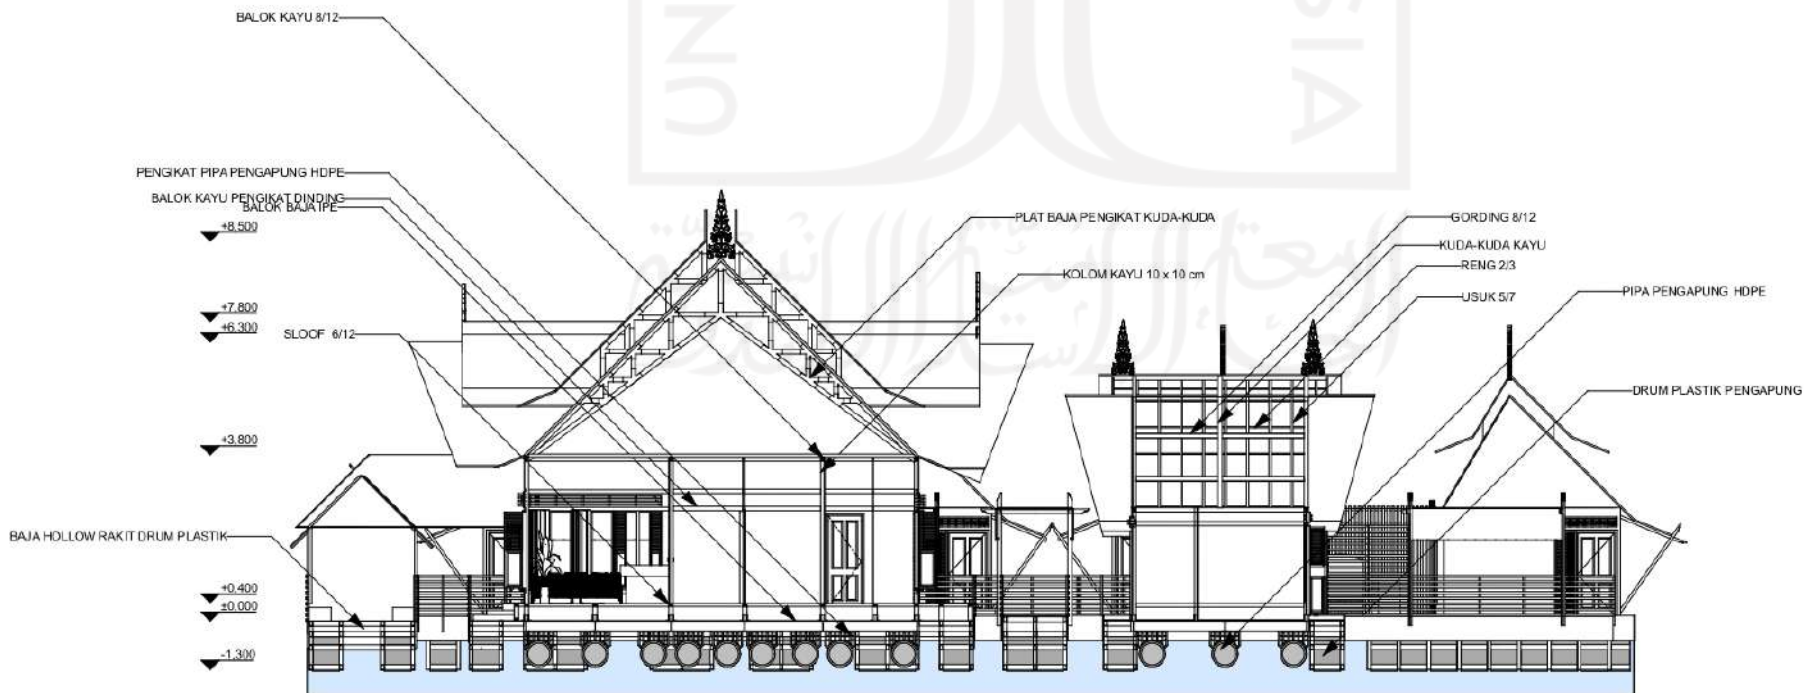 BALOK KAYU 8/12
PENGIKAT PIPA PENGAPUNG HDPE
BALOK KAYU PENGIKAT DINDING
BALOK BAJA IPE
+8.500
+7.800
+6.300
SLOOF 6/12
+3.800
BAJA HOLLOW RAKIT DRUM PLASTIK
+0.400
±0.000
-1.300
PLAT BAJA PENGIKAT KUDA-KUDA
KOLOM KAYU 10 x 10 cm
GORDING 8/12
KUDA-KUDA KAYU
RENG 2/3
USUK 5/7
PIPA PENGAPUNG HDPE
DRUM PLASTIK PENGAPUNG